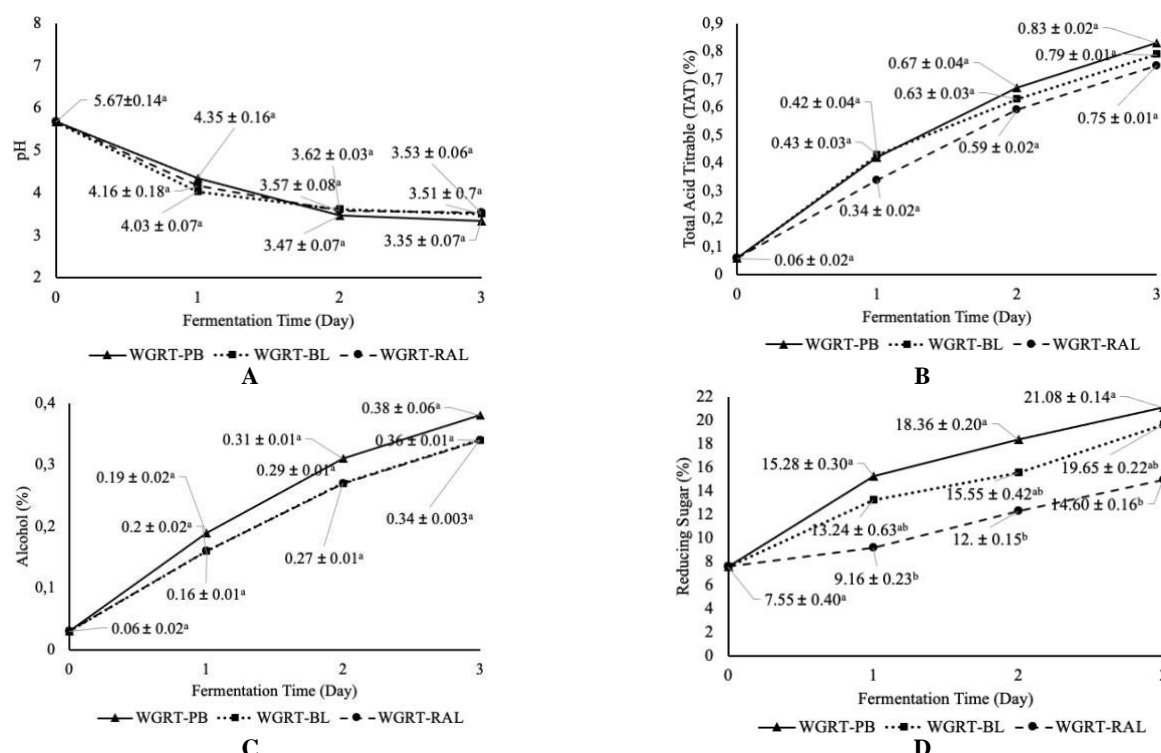 8
7
6
5
4
3
2
pH
5.67±0.14ᵃ
4.35 ± 0.16ᵃ
4.16 ± 0.18ᵃ
4.03 ± 0.07ᵃ
3.62 ± 0.03ᵃ
3.57 ± 0.08ᵃ
3.47 ± 0.07ᵃ
3.53 ± 0.06ᵃ
3.51 ± 0.7ᵃ
3.35 ± 0.07ᵃ
0 1 2 3
Fermentation Time (Day)
WGRT-PB WGRT-BL WGRT-RAL
A
0,9
0,8
0,7
0,6
0,5
0,4
0,3
0,2
0,1
0
Total Acid Titrable (TAT) (%)
0.83 ± 0.02ᵃ
0.67 ± 0.04ᵃ
0.79 ± 0.01ᵃ
0.42 ± 0.04ᵃ
0.63 ± 0.03ᵃ
0.43 ± 0.03ᵃ
0.75 ± 0.01ᵃ
0.59 ± 0.02ᵃ
0.34 ± 0.02ᵃ
0.06 ± 0.02ᵃ
0 1 2 3
Fermentation Time (Day)
WGRT-PB WGRT-BL WGRT-RAL
B
0,4
0,3
0,2
0,1
0
Alcohol (%)
0.38 ± 0.06ᵃ
0.31 ± 0.01ᵃ
0.36 ± 0.01ᵃ
0.29 ± 0.01ᵃ
0.19 ± 0.02ᵃ
0.2 ± 0.02ᵃ
0.34 ± 0.003ᵃ
0.27 ± 0.01ᵃ
0.16 ± 0.01ᵃ
0.06 ± 0.02ᵃ
0 1 2 3
Fermentation Time (Day)
WGRT-PB WGRT-BL WGRT-RAL
C
22
20
18
16
14
12
10
8
6
4
2
0
Reducing Sugar (%)
21.08 ± 0.14ᵃ
18.36 ± 0.20ᵃ
15.28 ± 0.30ᵃ
19.65 ± 0.22ᵃᵇ
15.55 ± 0.42ᵃᵇ
13.24 ± 0.63ᵃᵇ
14.60 ± 0.16ᵇ
12. ± 0.15ᵇ
9.16 ± 0.23ᵇ
7.55 ± 0.40ᵃ
0 1 2 3
Fermentation Time (Day)
WGRT-PB WGRT-BL WGRT-RAL
D